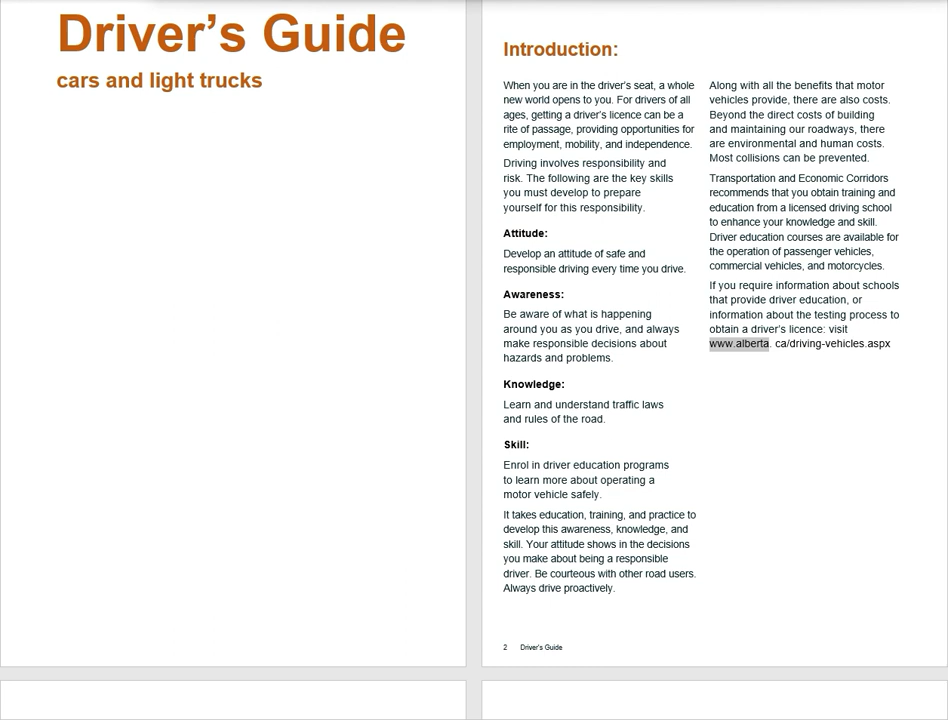 Driver’s Guide
cars and light trucks
Introduction:
When you are in the driver’s seat, a whole
new world opens to you. For drivers of all
ages, getting a driver’s licence can be a
rite of passage, providing opportunities for
employment, mobility, and independence.
Driving involves responsibility and
risk. The following are the key skills
you must develop to prepare
yourself for this responsibility.
Attitude:
Develop an attitude of safe and
responsible driving every time you drive.
Awareness:
Be aware of what is happening
around you as you drive, and always
make responsible decisions about
hazards and problems.
Knowledge:
Learn and understand traffic laws
and rules of the road.
Skill:
Enrol in driver education programs
to learn more about operating a
motor vehicle safely.
It takes education, training, and practice to
develop this awareness, knowledge, and
skill. Your attitude shows in the decisions
you make about being a responsible
driver. Be courteous with other road users.
Always drive proactively.
Along with all the benefits that motor
vehicles provide, there are also costs.
Beyond the direct costs of building
and maintaining our roadways, there
are environmental and human costs.
Most collisions can be prevented.
Transportation and Economic Corridors
recommends that you obtain training and
education from a licensed driving school
to enhance your knowledge and skill.
Driver education courses are available for
the operation of passenger vehicles,
commercial vehicles, and motorcycles.
If you require information about schools
that provide driver education, or
information about the testing process to
obtain a driver’s licence: visit
www.alberta. ca/driving-vehicles.aspx
2 Driver’s Guide